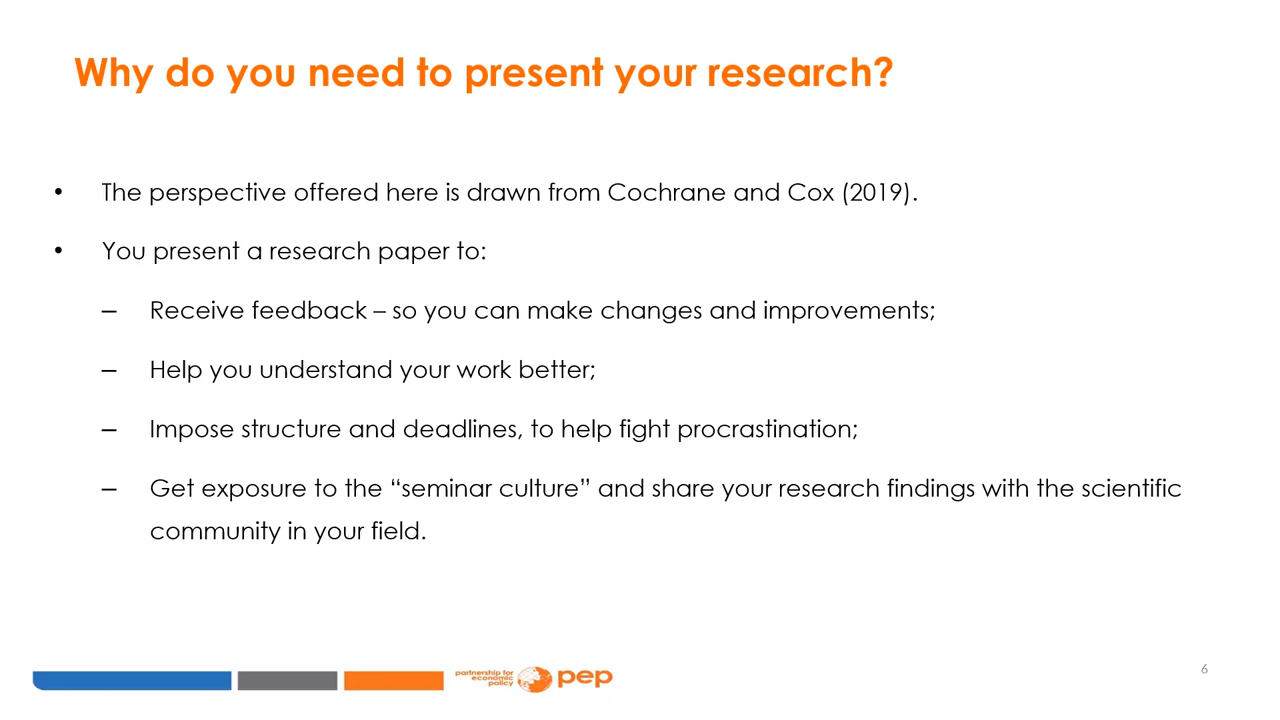 Why do you need to present your research?
• The perspective offered here is drawn from Cochrane and Cox (2019).
• You present a research paper to:
– Receive feedback – so you can make changes and improvements;
– Help you understand your work better;
– Impose structure and deadlines, to help fight procrastination;
– Get exposure to the “seminar culture” and share your research findings with the scientific
community in your field.
partnership for
economic
policy
pep
6